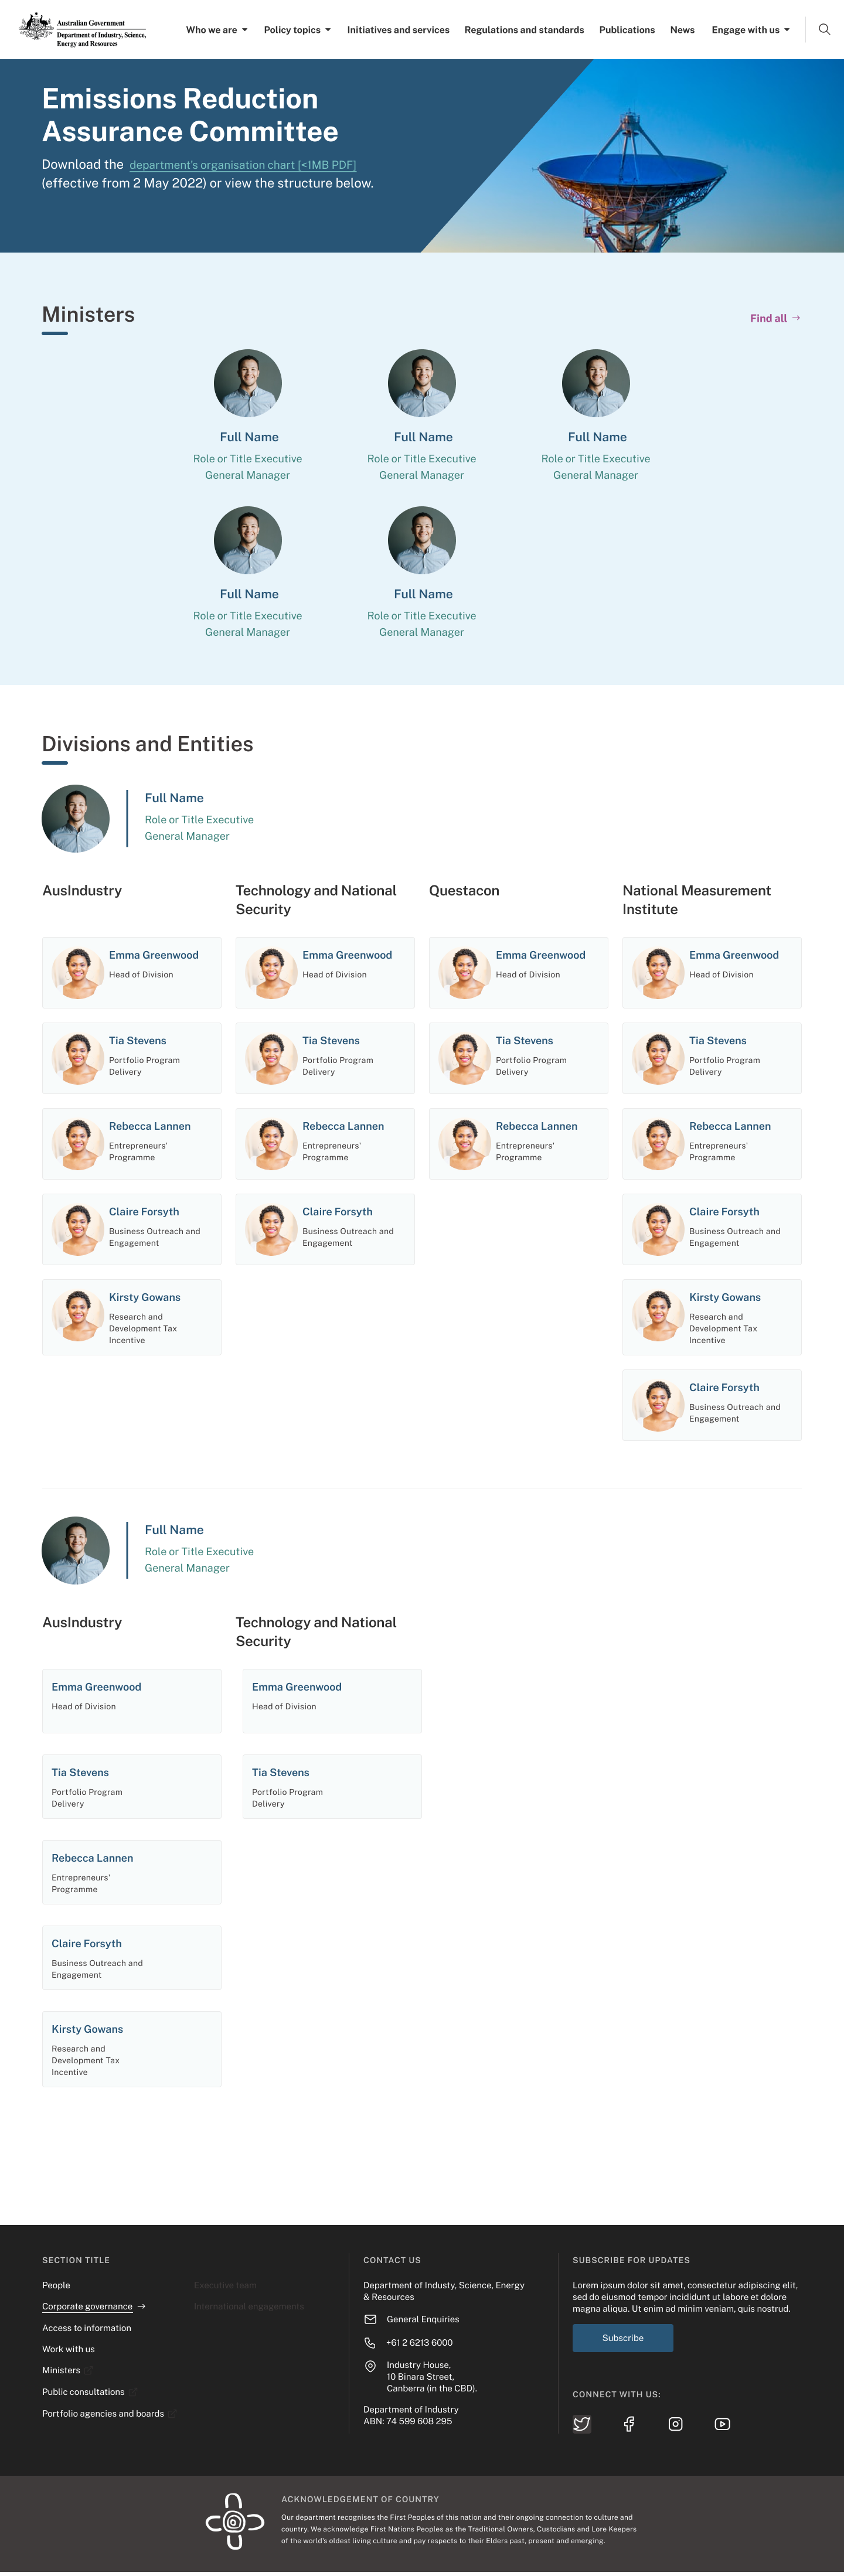 Australian Government
Department of Industry, Science,
Energy and Resources
Who we are
Policy topics
Initiatives and services
Regulations and standards
Publications
News
Engage with us
Emissions Reduction
Assurance Committee
Download the department's organisation chart [<1MB PDF]
(effective from 2 May 2022) or view the structure below.
Ministers
Find all
Full Name
Role or Title Executive
General Manager
Full Name
Role or Title Executive
General Manager
Full Name
Role or Title Executive
General Manager
Full Name
Role or Title Executive
General Manager
Full Name
Role or Title Executive
General Manager
Divisions and Entities
Full Name
Role or Title Executive
General Manager
AusIndustry
Emma Greenwood
Head of Division
Tia Stevens
Portfolio Program
Delivery
Rebecca Lannen
Entrepreneurs'
Programme
Claire Forsyth
Business Outreach and
Engagement
Kirsty Gowans
Research and
Development Tax
Incentive
Technology and National
Security
Emma Greenwood
Head of Division
Tia Stevens
Portfolio Program
Delivery
Rebecca Lannen
Entrepreneurs'
Programme
Claire Forsyth
Business Outreach and
Engagement
Questacon
Emma Greenwood
Head of Division
Tia Stevens
Portfolio Program
Delivery
Rebecca Lannen
Entrepreneurs'
Programme
National Measurement
Institute
Emma Greenwood
Head of Division
Tia Stevens
Portfolio Program
Delivery
Rebecca Lannen
Entrepreneurs'
Programme
Claire Forsyth
Business Outreach and
Engagement
Kirsty Gowans
Research and
Development Tax
Incentive
Claire Forsyth
Business Outreach and
Engagement
Full Name
Role or Title Executive
General Manager
AusIndustry
Emma Greenwood
Head of Division
Tia Stevens
Portfolio Program
Delivery
Rebecca Lannen
Entrepreneurs'
Programme
Claire Forsyth
Business Outreach and
Engagement
Kirsty Gowans
Research and
Development Tax
Incentive
Technology and National
Security
Emma Greenwood
Head of Division
Tia Stevens
Portfolio Program
Delivery
SECTION TITLE
People
Corporate governance
Access to information
Work with us
Ministers
Public consultations
Portfolio agencies and boards
Executive team
International engagements
CONTACT US
Department of Industy, Science, Energy
& Resources
General Enquiries
+61 2 6213 6000
Industry House,
10 Binara Street,
Canberra (in the CBD).
Department of Industry
ABN: 74 599 608 295
SUBSCRIBE FOR UPDATES
Lorem ipsum dolor sit amet, consectetur adipiscing elit,
sed do eiusmod tempor incididunt ut labore et dolore
magna aliqua. Ut enim ad minim veniam, quis nostrud.
Subscribe
CONNECT WITH US:
ACKNOWLEDGEMENT OF COUNTRY
Our department recognises the First Peoples of this nation and their ongoing connection to culture and
country. We acknowledge First Nations Peoples as the Traditional Owners, Custodians and Lore Keepers
of the world's oldest living culture and pay respects to their Elders past, present and emerging.